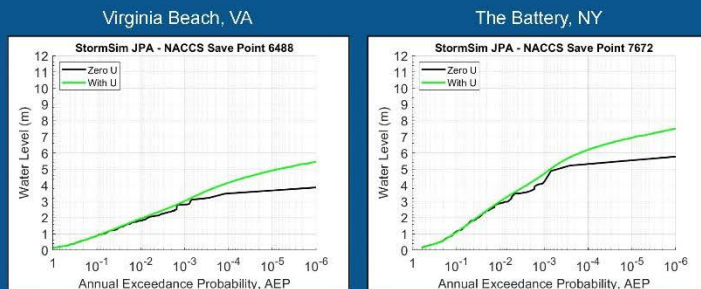 Virginia Beach, VA
StormSim JPA - NACCS Save Point 6488
Water Level (m)
12
11
10
9
8
7
6
5
4
3
2
1
0
Zero U
With U
1 10-1 10-2 10-3 10-4 10-5 10-6
Annual Exceedance Probability, AEP
The Battery, NY
StormSim JPA - NACCS Save Point 7672
Water Level (m)
12
11
10
9
8
7
6
5
4
3
2
1
0
Zero U
With U
1 10-1 10-2 10-3 10-4 10-5 10-6
Annual Exceedance Probability, AEP